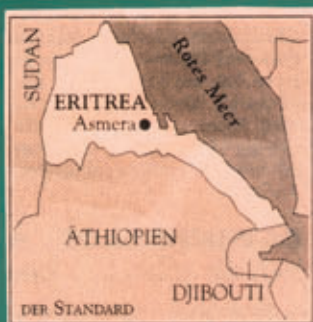 SUDAN
Rotes Meer
ERITREA
Asmera
ÄTHIOPIEN
DJIBOUTI
DER STANDARD